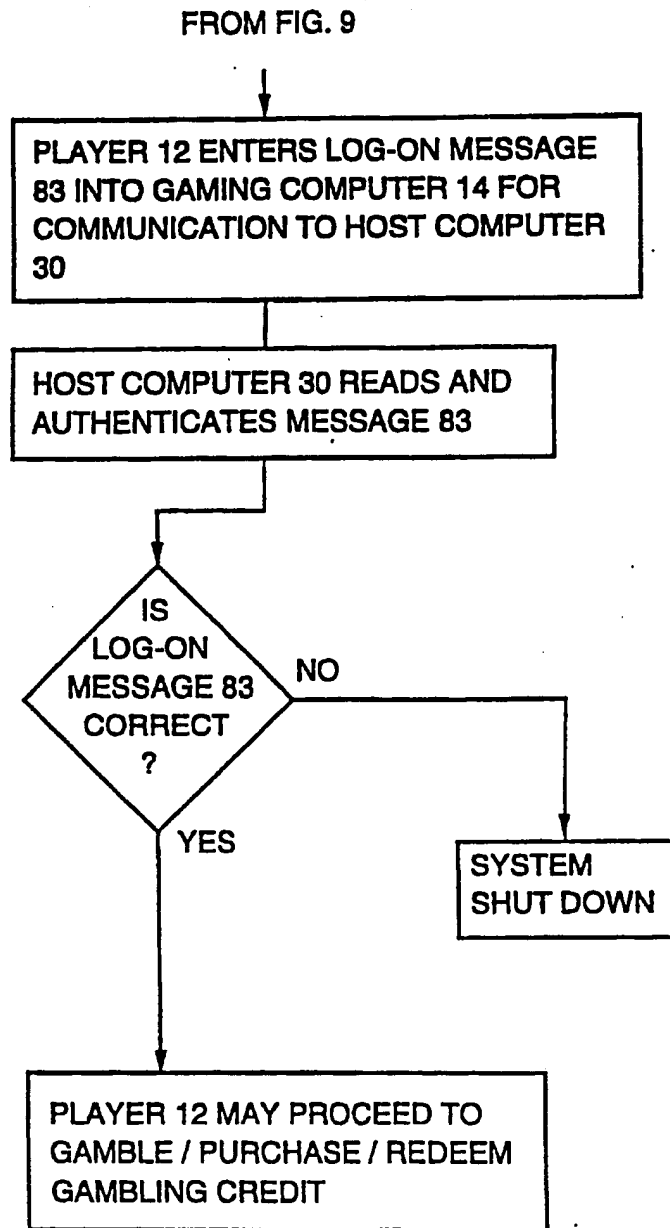 FROM FIG. 9
PLAYER 12 ENTERS LOG-ON MESSAGE
83 INTO GAMING COMPUTER 14 FOR
COMMUNICATION TO HOST COMPUTER
30
HOST COMPUTER 30 READS AND
AUTHENTICATES MESSAGE 83
IS
LOG-ON
MESSAGE 83
CORRECT
?
NO
YES
SYSTEM
SHUT DOWN
PLAYER 12 MAY PROCEED TO
GAMBLE / PURCHASE / REDEEM
GAMBLING CREDIT